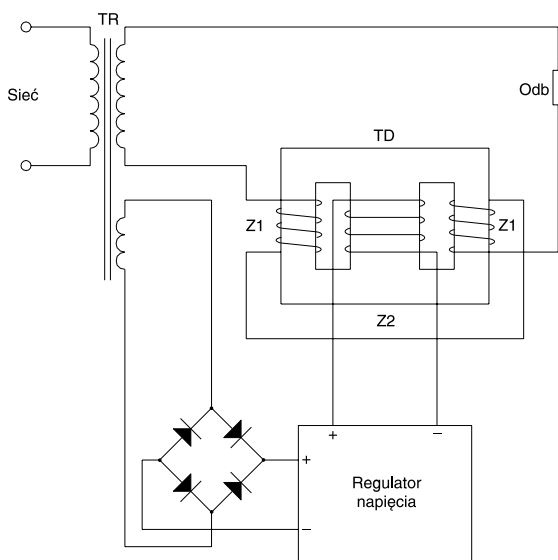 TR
Sieć
Odb
TD
Z1
Z1
Z2
+
–
+
–
Regulator
napięcia